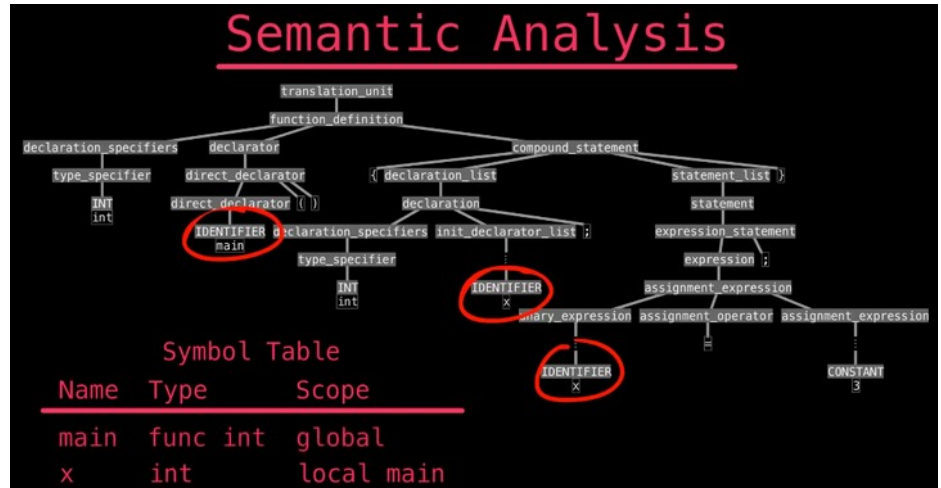 Semantic Analysis
translation_unit
function_definition
declaration_specifiers declarator compound_statement
type_specifier direct_declarator { declaration_list statement_list }
INT direct_declarator ( ) declaration statement
int
IDENTIFIER declaration_specifiers init_declarator_list ; expression_statement
main
type_specifier expression ;
INT IDENTIFIER assignment_expression
int x
unary_expression assignment_operator assignment_expression
=
Symbol Table
IDENTIFIER CONSTANT
x 3
Name Type Scope
main func int global
x int local main